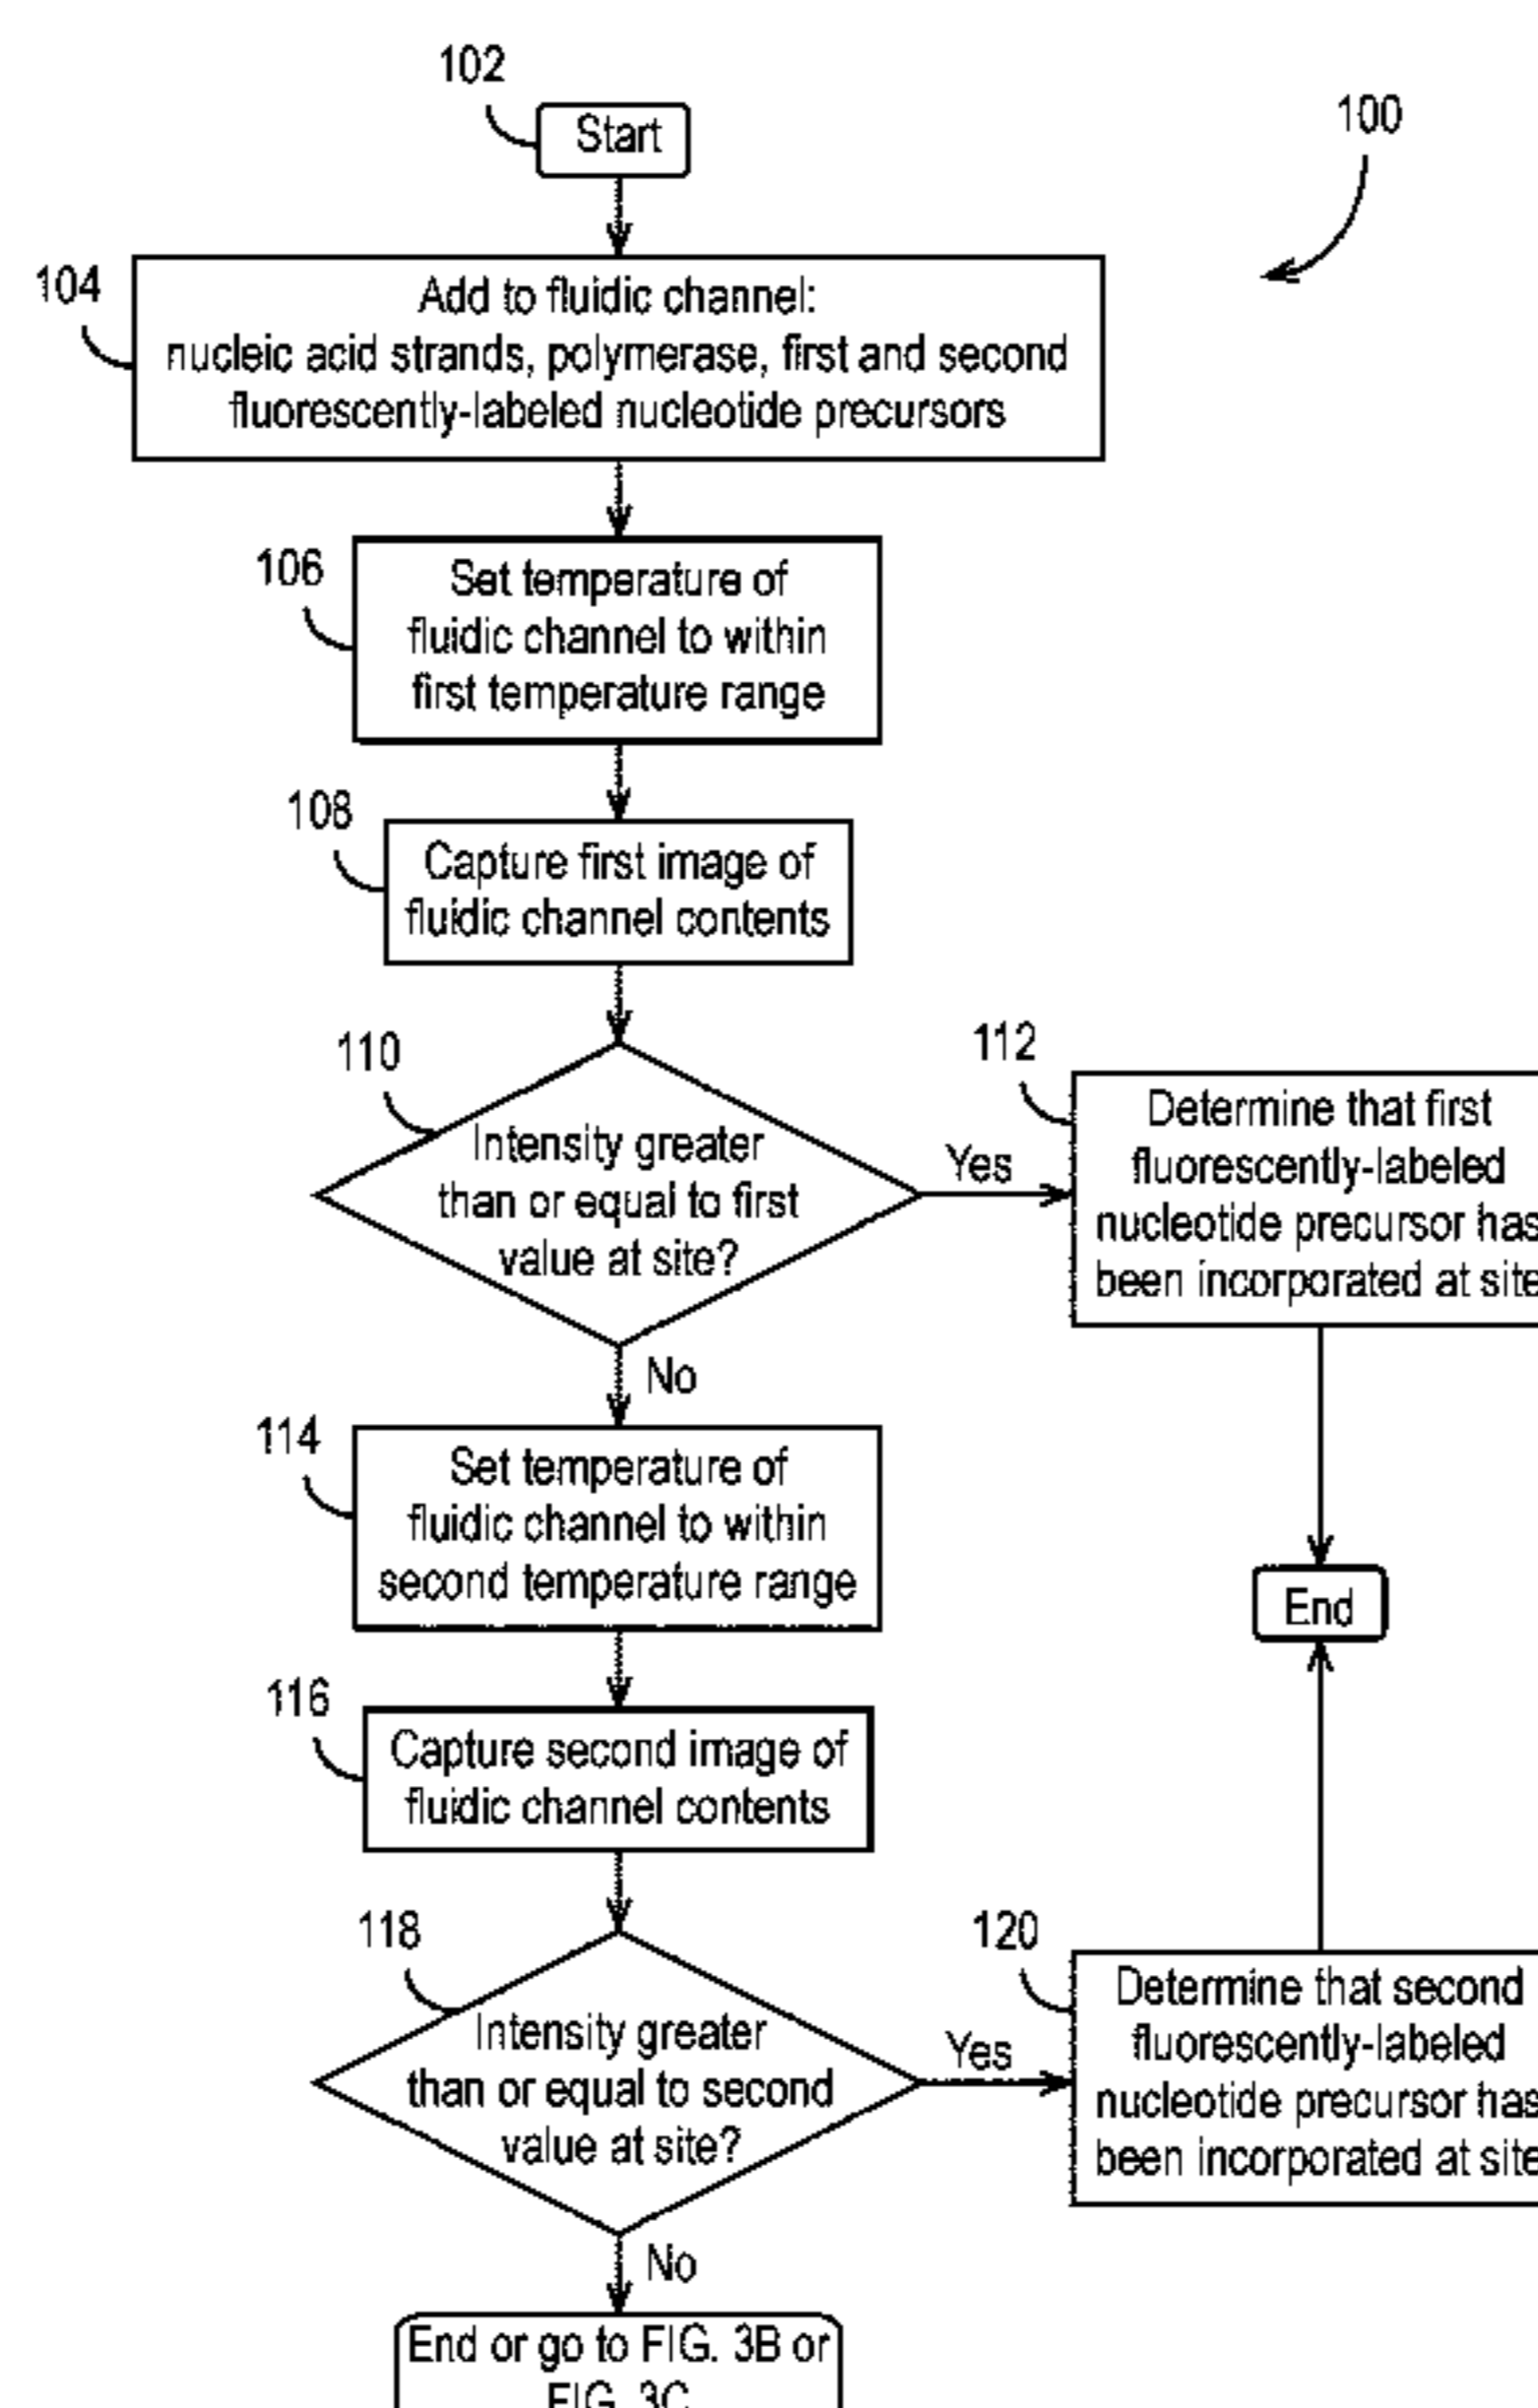 102
Start
100
104
Add to fluidic channel:
nucleic acid strands, polymerase, first and second
fluorescently-labeled nucleotide precursors
106
Set temperature of
fluidic channel to within
first temperature range
108
Capture first image of
fluidic channel contents
110
Intensity greater
than or equal to first
value at site?
Yes
112
Determine that first
fluorescently-labeled
nucleotide precursor has
been incorporated at site
No
114
Set temperature of
fluidic channel to within
second temperature range
End
116
Capture second image of
fluidic channel contents
118
Intensity greater
than or equal to second
value at site?
Yes
120
Determine that second
fluorescently-labeled
nucleotide precursor has
been incorporated at site
No
End or go to FIG. 3B or
FIG. 3C